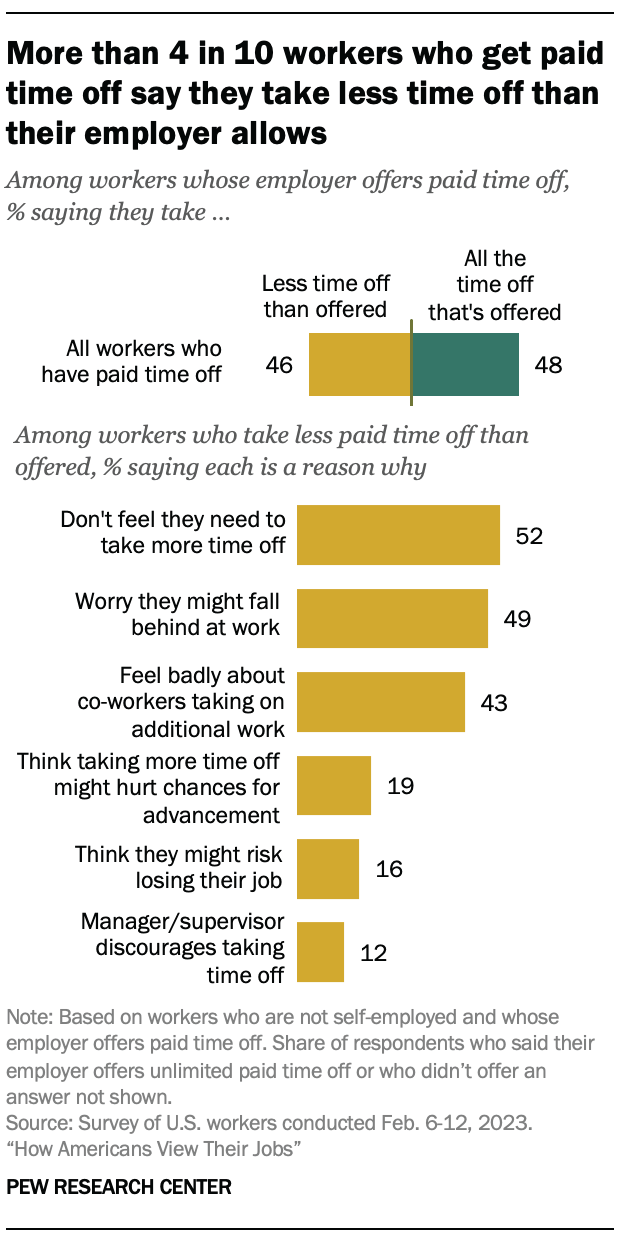 More than 4 in 10 workers who get paid
time off say they take less time off than
their employer allows
Among workers whose employer offers paid time off,
% saying they take ...
Less time off
than offered
All the
time off
that's offered
All workers who
have paid time off
46
48
Among workers who take less paid time off than
offered, % saying each is a reason why
Don't feel they need to
take more time off
52
Worry they might fall
behind at work
49
Feel badly about
co-workers taking on
additional work
43
Think taking more time off
might hurt chances for
advancement
19
Think they might risk
losing their job
16
Manager/supervisor
discourages taking
time off
12
Note: Based on workers who are not self-employed and whose
employer offers paid time off. Share of respondents who said their
employer offers unlimited paid time off or who didn’t offer an
answer not shown.
Source: Survey of U.S. workers conducted Feb. 6-12, 2023.
“How Americans View Their Jobs”
PEW RESEARCH CENTER